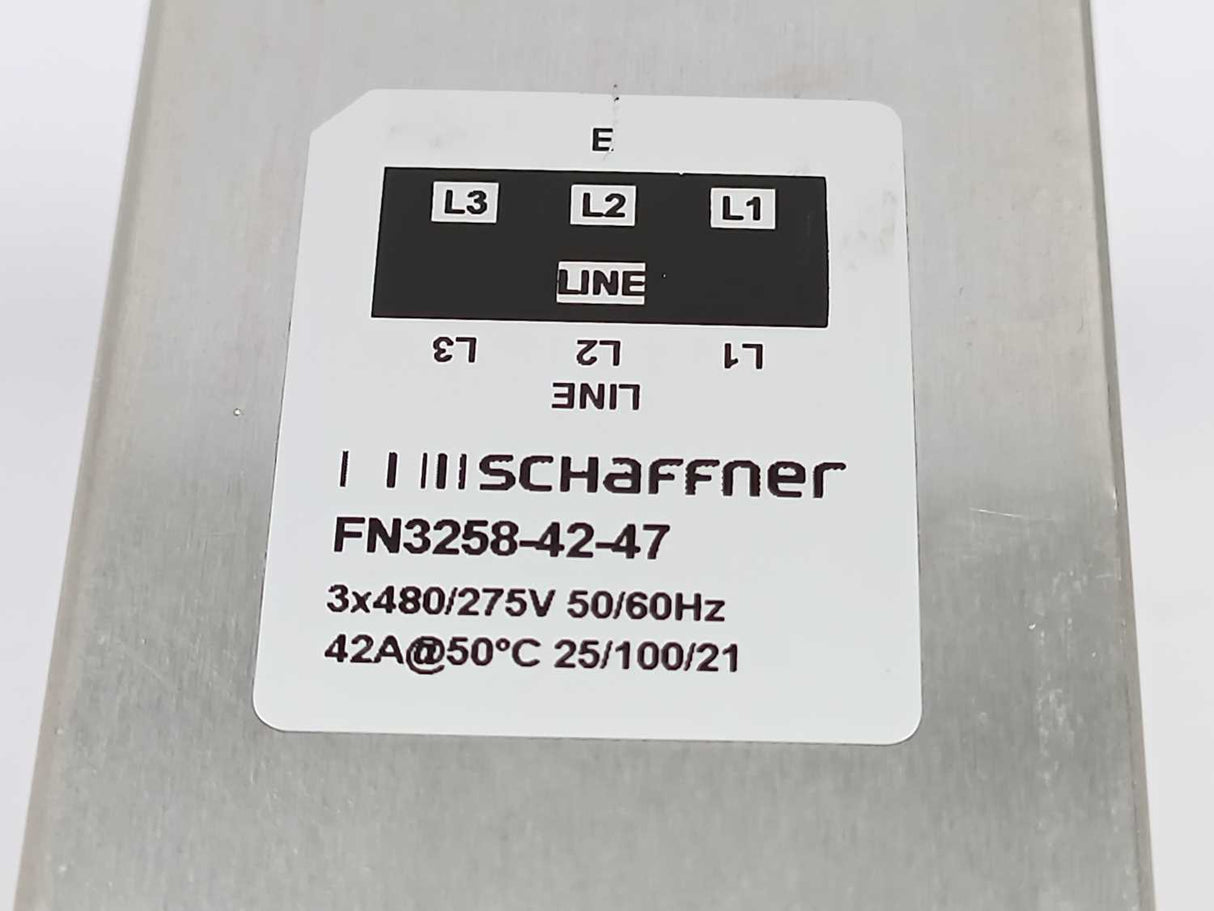 E
L3 L2 L1
LINE
L3 L2 L1
LINE
SCHaFFner
FN3258-42-47
3x480/275V 50/60Hz
42A@50°C 25/100/21